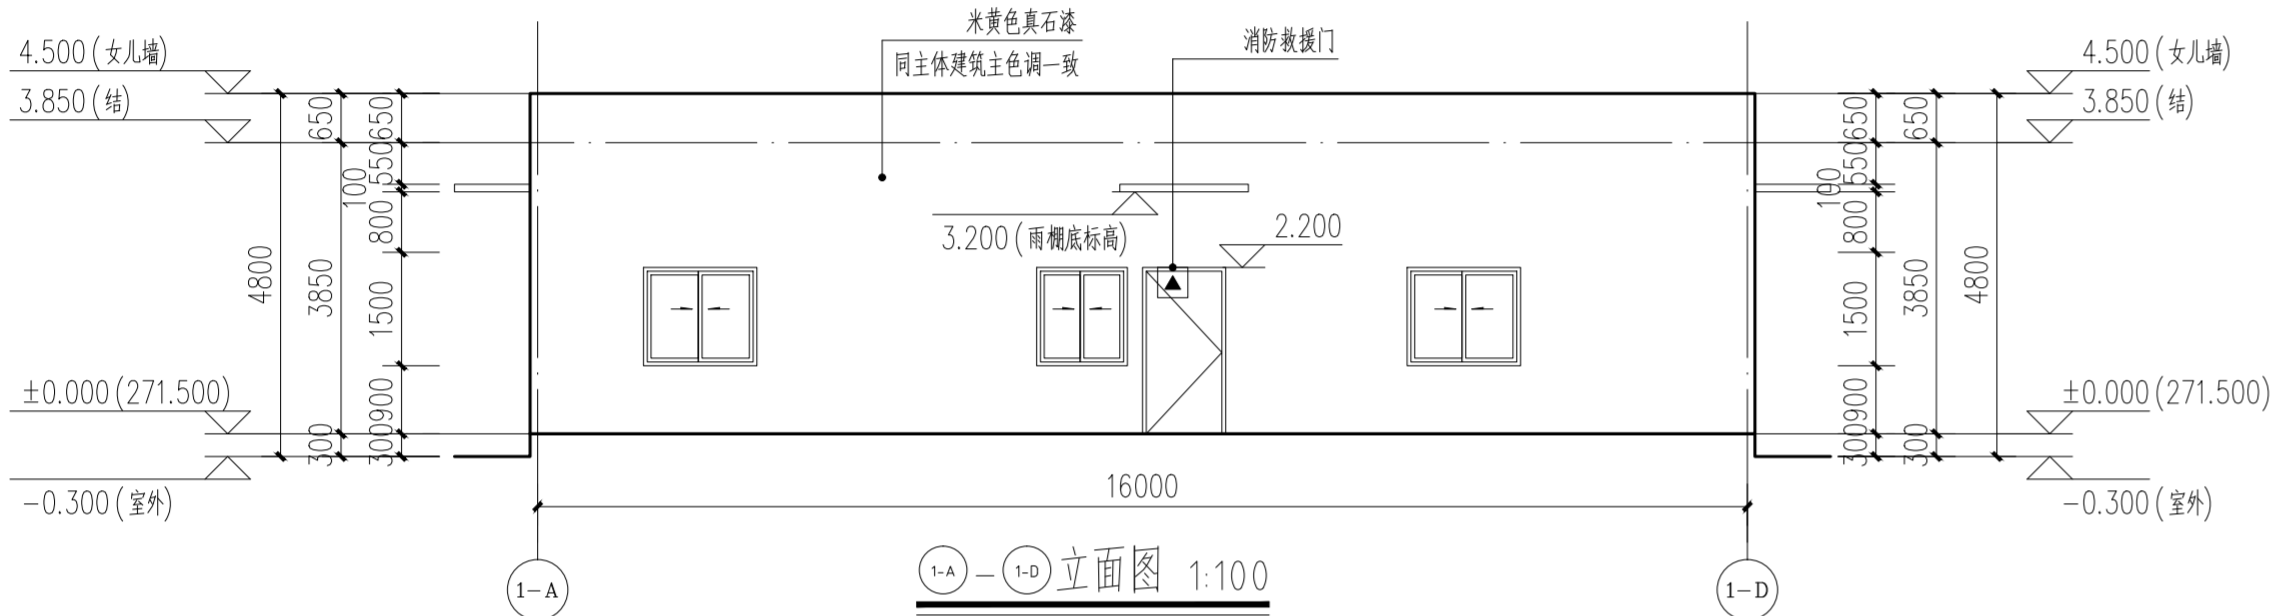 米黄色真石漆
同主体建筑主色调一致
消防救援门
4.500(女儿墙)
3.850(结)
4.500(女儿墙)
3.850(结)
650
650
550
100
800
4800
3850
1500
900
300
300
3.200(雨棚底标高)
2.200
650
650
550
100
800
1500
3850
4800
900
300
300
±0.000(271.500)
-0.300(室外)
±0.000(271.500)
-0.300(室外)
16000
1-A
1-A - 1-D 立面图 1:100
1-D